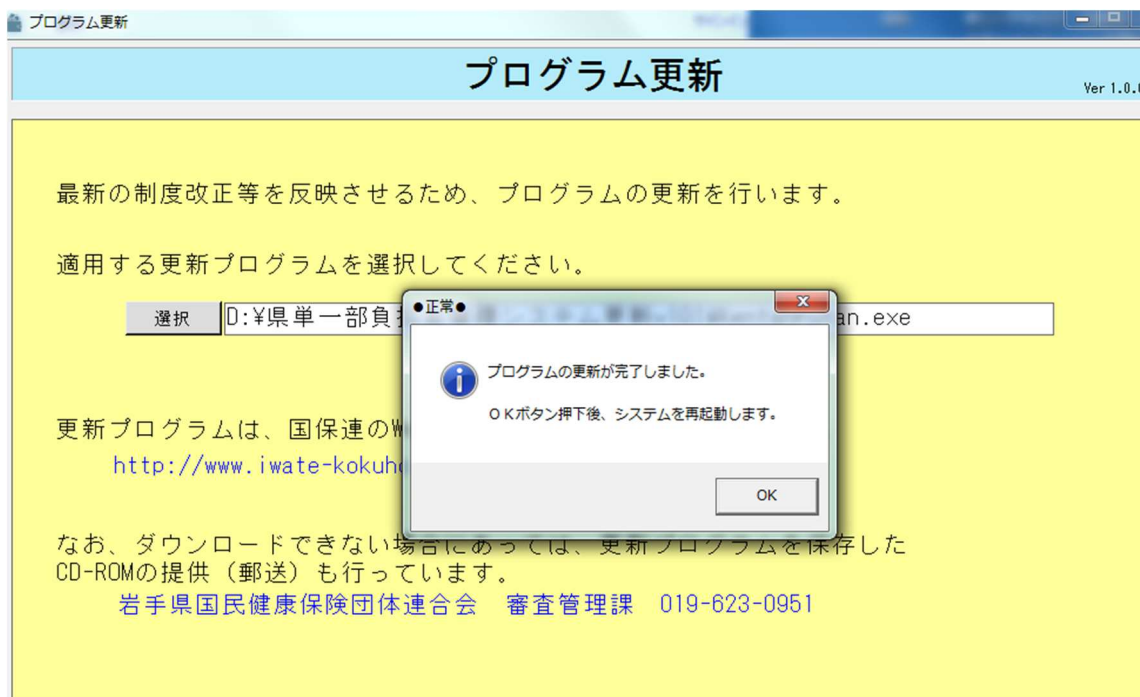 プログラム更新
プログラム更新
Ver 1.0.
最新の制度改正等を反映させるため、プログラムの更新を行います。
適用する更新プログラムを選択してください。
選択 D:¥県単一部負 an.exe
●正常●
プログラムの更新が完了しました。
OKボタン押下後、システムを再起動します。
OK
更新プログラムは、国保連のW
http://www.iwate-kokuho
なお、ダウンロードできない場合にあっては、更新プログラムを保存した
CD-ROMの提供（郵送）も行っています。
岩手県国民健康保険団体連合会　審査管理課　019-623-0951